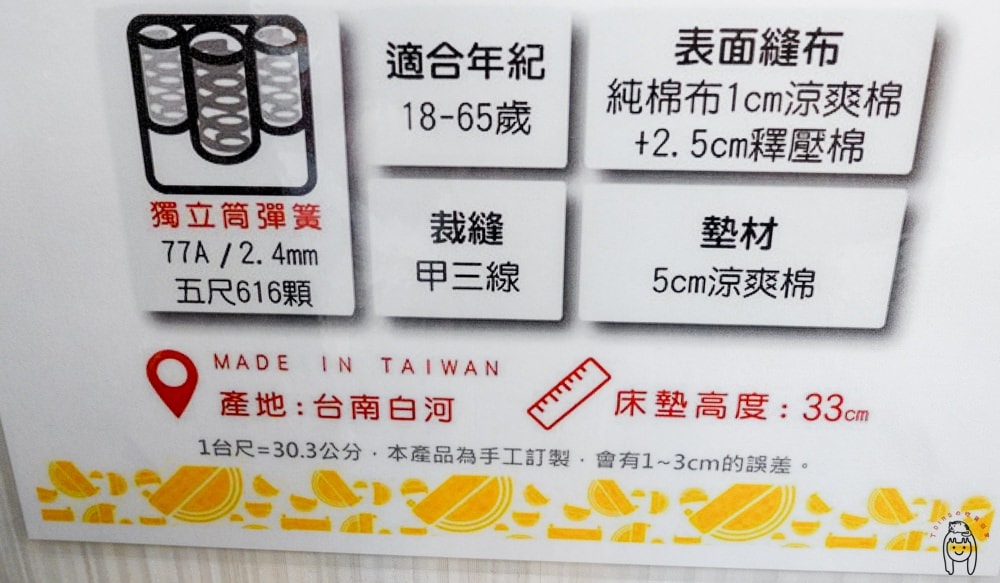 獨立筒彈簧
77A / 2.4mm
五尺616顆
適合年紀
18-65歲
表面縫布
純棉布1cm涼爽棉
+2.5cm釋壓棉
裁縫
甲三線
墊材
5cm涼爽棉
MADE IN TAIWAN
產地:台南白河
床墊高度:33cm
1台尺=30.3公分，本產品為手工訂製，會有1~3cm的誤差。